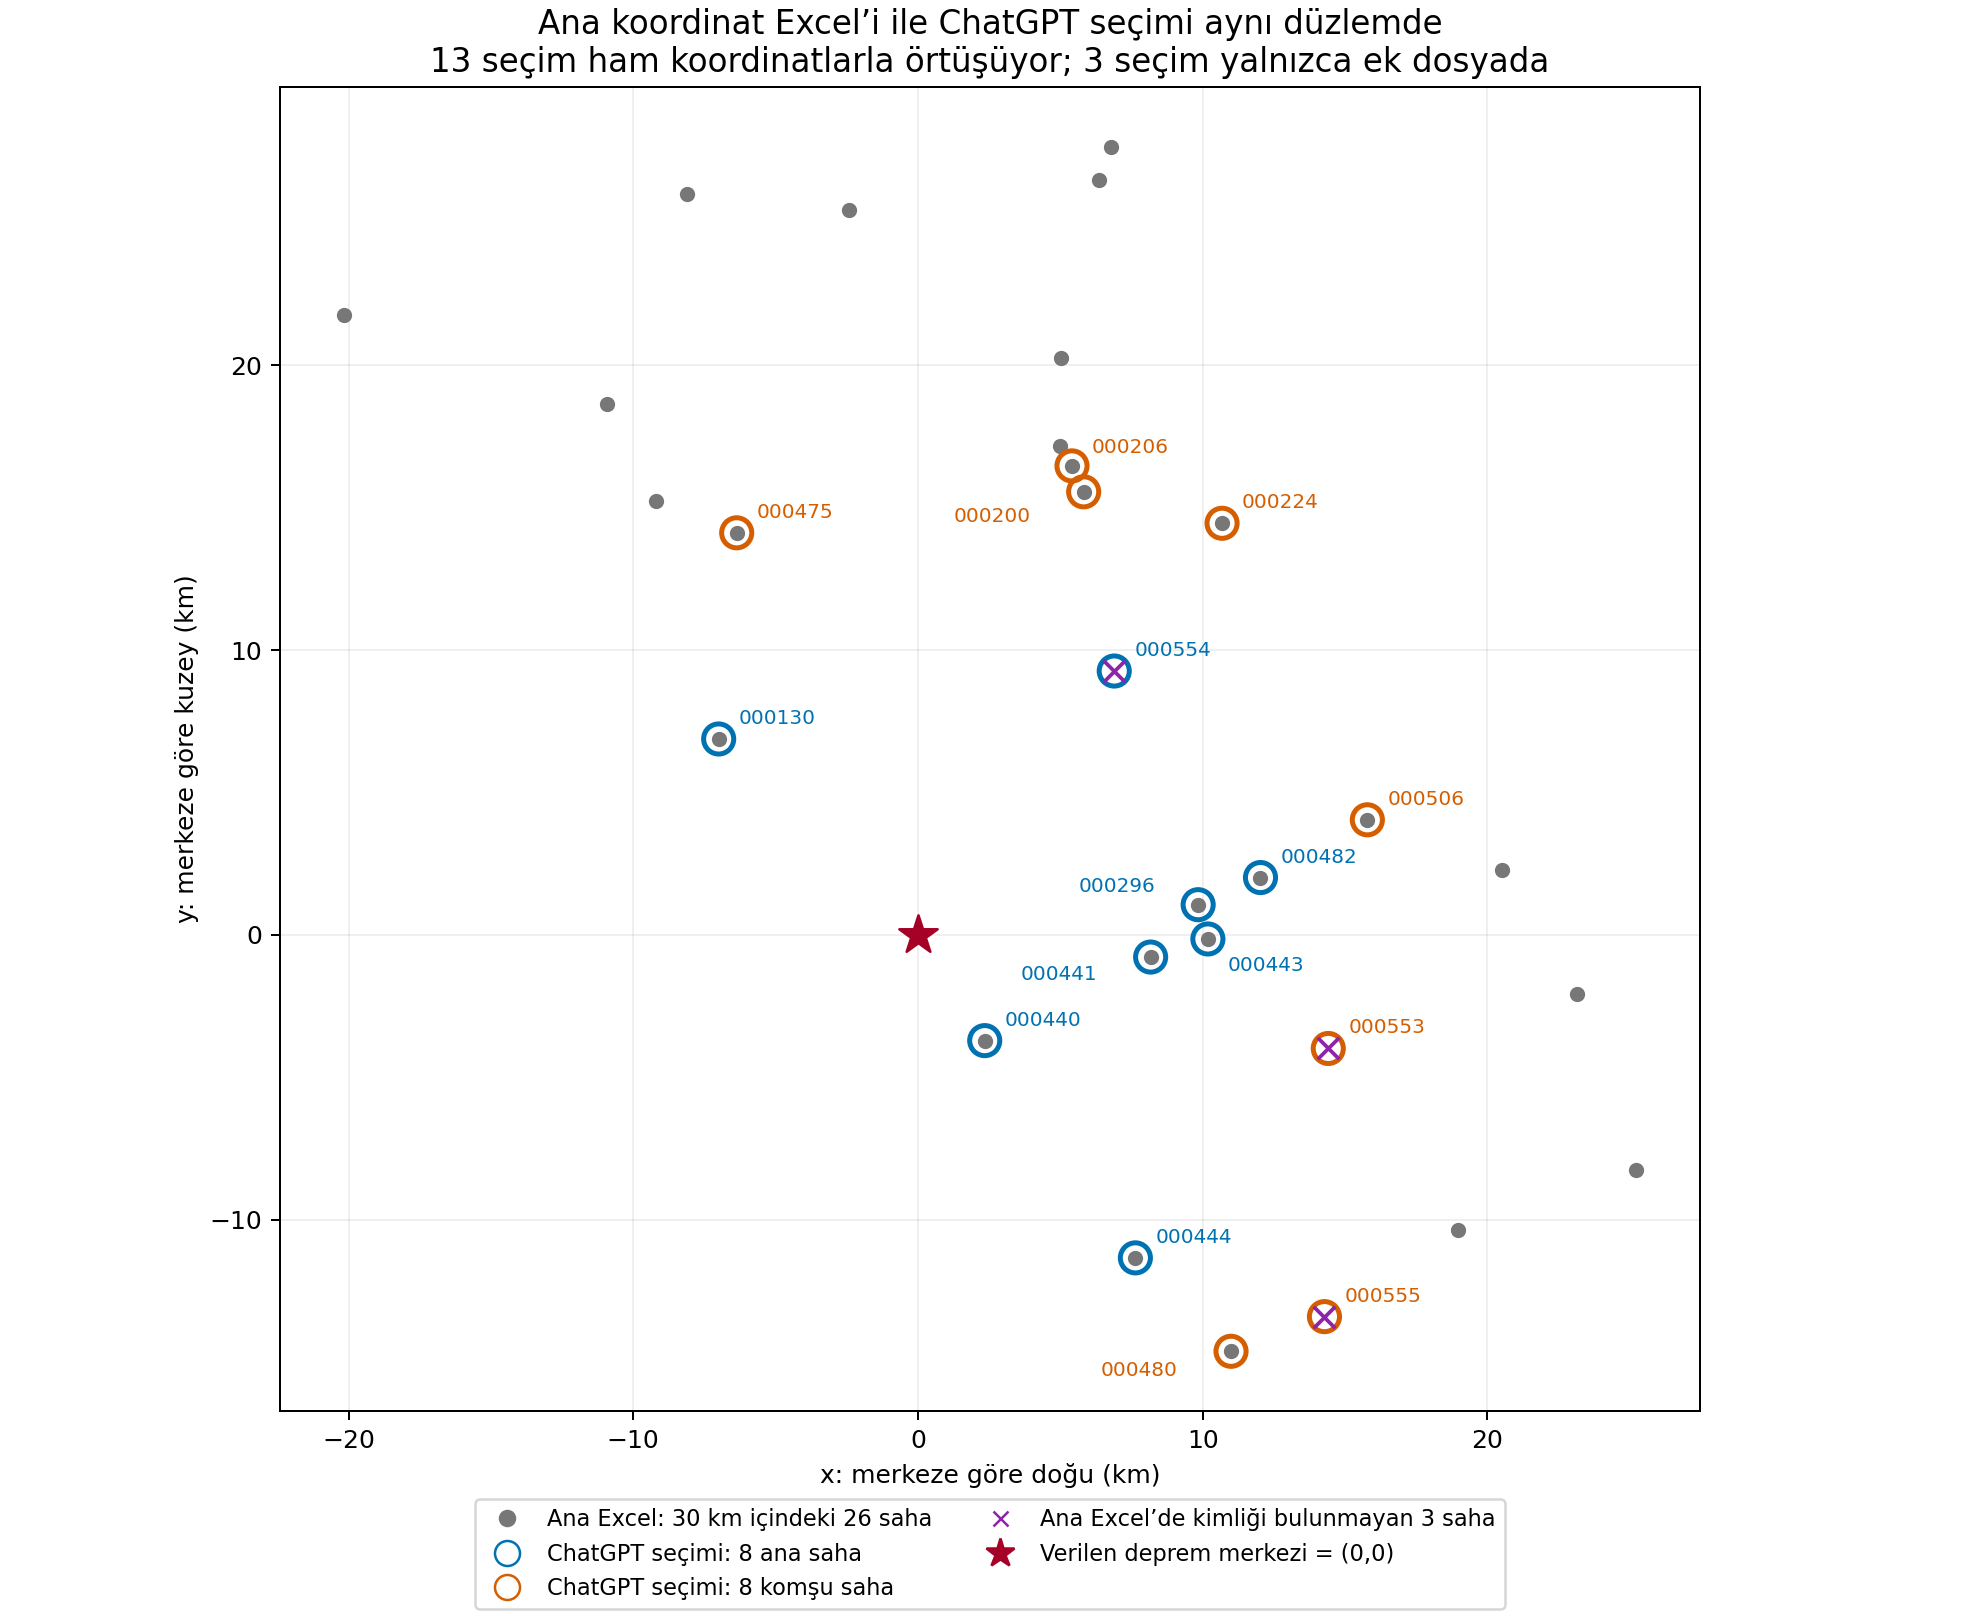 Ana koordinat Excel’i ile ChatGPT seçimi aynı düzlemde
13 seçim ham koordinatlarla örtüşüyor; 3 seçim yalnızca ek dosyada
y: merkeze göre kuzey (km)
20
10
0
−10
000206
000200
000224
000475
000554
000130
000506
000482
000296
000443
000441
000440
000553
000444
000555
000480
−20
−10
0
10
20
x: merkeze göre doğu (km)
Ana Excel: 30 km içindeki 26 saha
ChatGPT seçimi: 8 ana saha
ChatGPT seçimi: 8 komşu saha
Ana Excel’de kimliği bulunmayan 3 saha
Verilen deprem merkezi = (0,0)